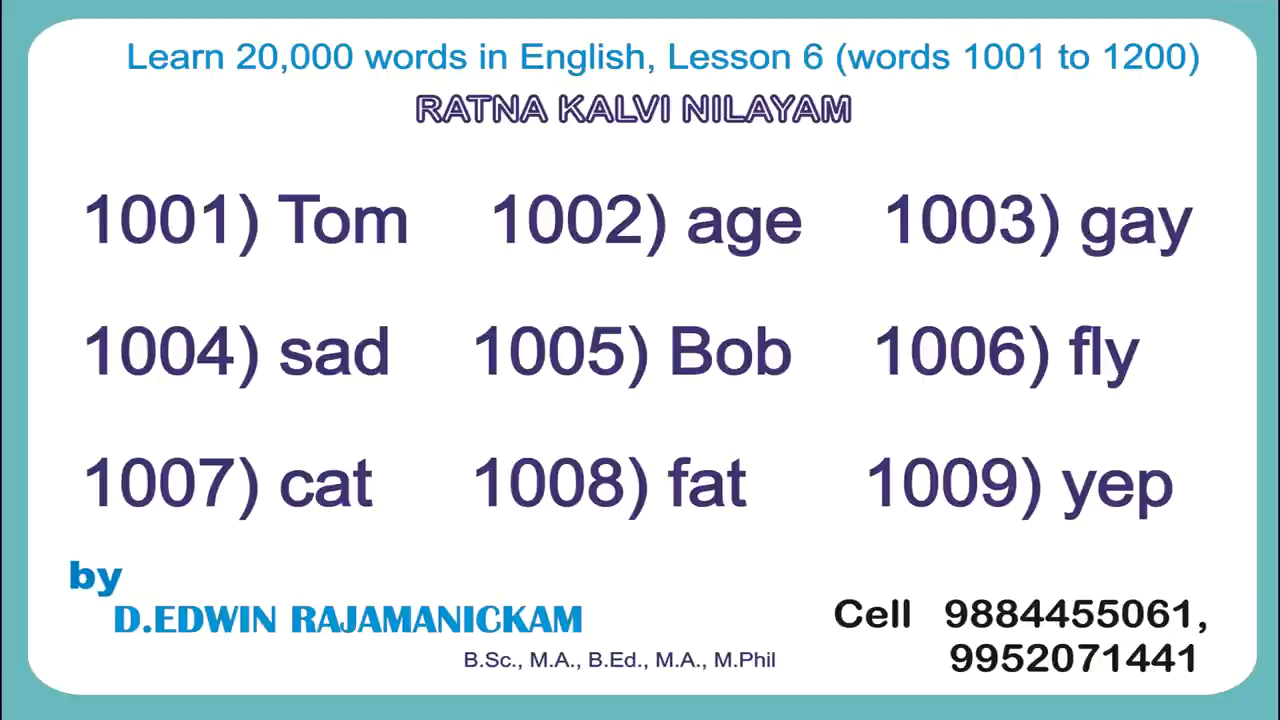 Learn 20,000 words in English, Lesson 6 (words 1001 to 1200)
RATNA KALVI NILAYAM
1001) Tom 1002) age 1003) gay
1004) sad 1005) Bob 1006) fly
1007) cat 1008) fat 1009) yep
by
D.EDWIN RAJAMANICKAM
B.Sc., M.A., B.Ed., M.A., M.Phil
Cell 9884455061,
9952071441